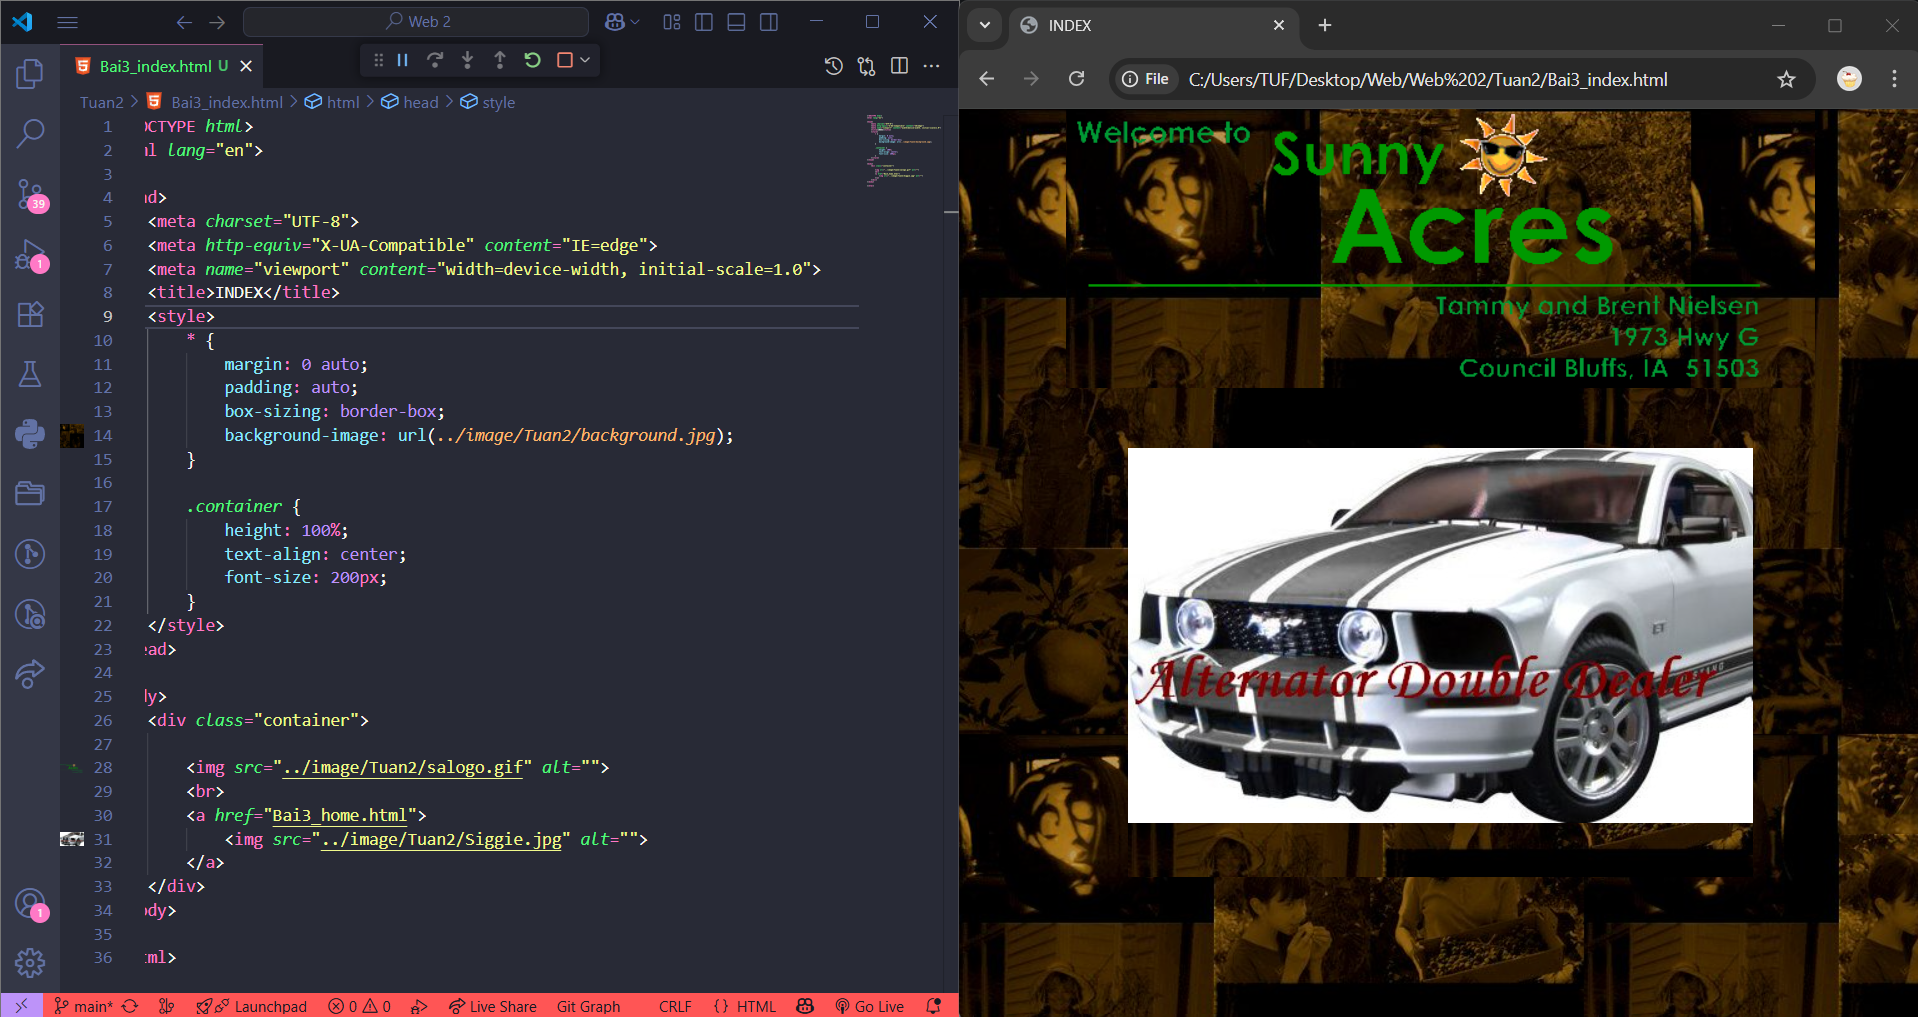 Web 2
Bai3_index.html U
Tuan2 > Bai3_index.html > html > head > style
1 OCTYPE html>
2 ml lang="en">
3
4 ad>
5 <meta charset="UTF-8">
6 <meta http-equiv="X-UA-Compatible" content="IE=edge">
7 <meta name="viewport" content="width=device-width, initial-scale=1.0">
8 <title>INDEX</title>
9 <style>
10 * {
11 margin: 0 auto;
12 padding: auto;
13 box-sizing: border-box;
14 background-image: url(../image/Tuan2/background.jpg);
15 }
16
17 .container {
18 height: 100%;
19 text-align: center;
20 font-size: 200px;
21 }
22 </style>
23 ead>
24
25 dy>
26 <div class="container">
27
28 <img src="../image/Tuan2/salogo.gif" alt="">
29 <br>
30 <a href="Bai3_home.html">
31 <img src="../image/Tuan2/Siggie.jpg" alt="">
32 </a>
33 </div>
34 ody>
35
36 tml>
39
1
1
main* 0 0 Launchpad Live Share Git Graph CRLF {} HTML Go Live
INDEX
File C:/Users/TUF/Desktop/Web/Web%202/Tuan2/Bai3_index.html
Welcome to
Sunny
Acres
Tammy and Brent Nielsen
1973 Hwy G
Council Bluffs, IA 51503
Alternator Double Dealer